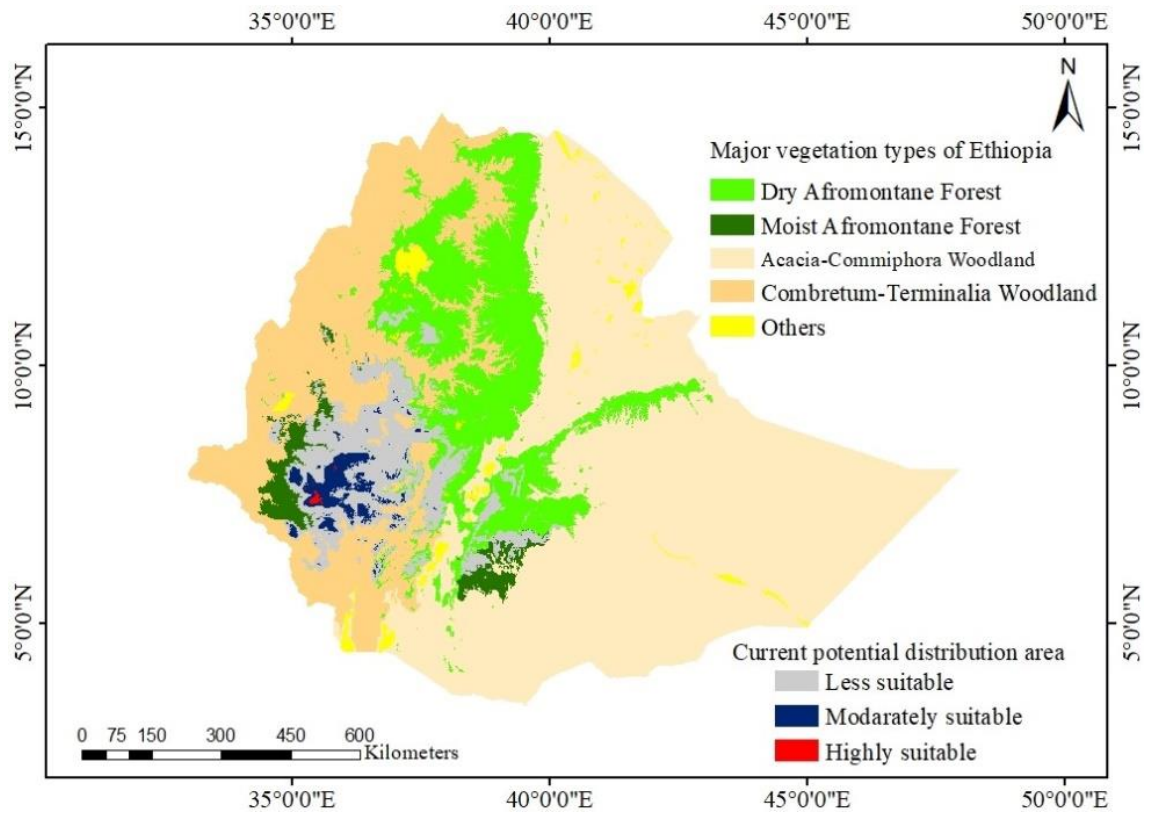 35°0'0"E 40°0'0"E 45°0'0"E 50°0'0"E
N
15°0'0"N 15°0'0"N
Major vegetation types of Ethiopia
Dry Afromontane Forest
Moist Afromontane Forest
Acacia-Commiphora Woodland
Combretum-Terminalia Woodland
Others
10°0'0"N 10°0'0"N
5°0'0"N 5°0'0"N
Current potential distribution area
Less suitable
Modarately suitable
Highly suitable
0 75 150 300 450 600
Kilometers
35°0'0"E 40°0'0"E 45°0'0"E 50°0'0"E